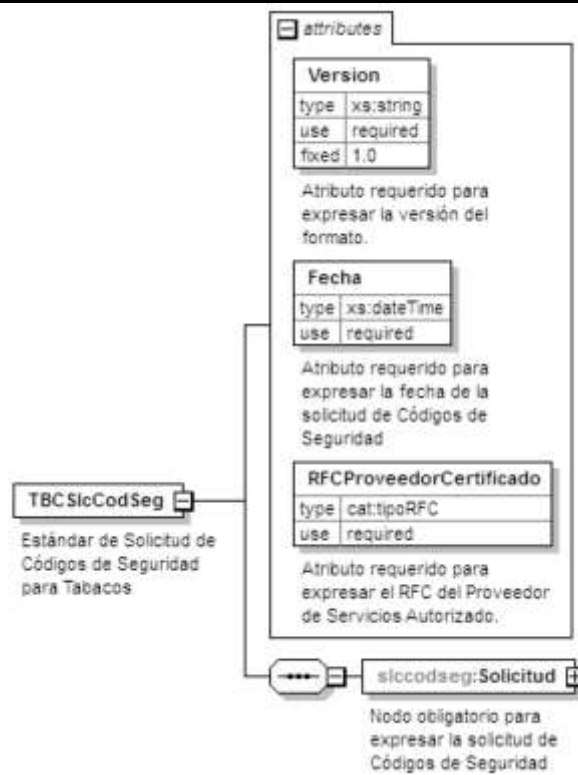 attributes
Version
type xs:string
use required
fixed 1.0
Atributo requerido para
expresar la versión del
formato.
Fecha
type xs:dateTime
use required
Atributo requerido para
expresar la fecha de la
solicitud de Códigos de
Seguridad
RFCProveedorCertificado
type cat:tipoRFC
use required
Atributo requerido para
expresar el RFC del Proveedor
de Servicios Autorizado.
TBCSlcCodSeg
Estándar de Solicitud de
Códigos de Seguridad
para Tabacos
slccodseg:Solicitud
Nodo obligatorio para
expresar la solicitud de
Códigos de Seguridad